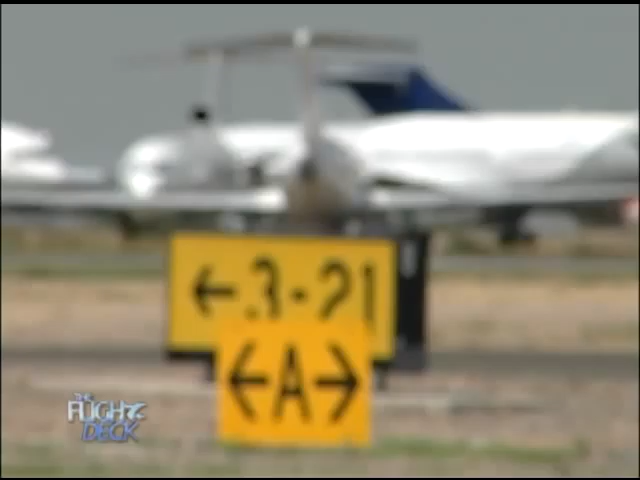 ←3-21
←A→
THE
FLIGHT
DECK